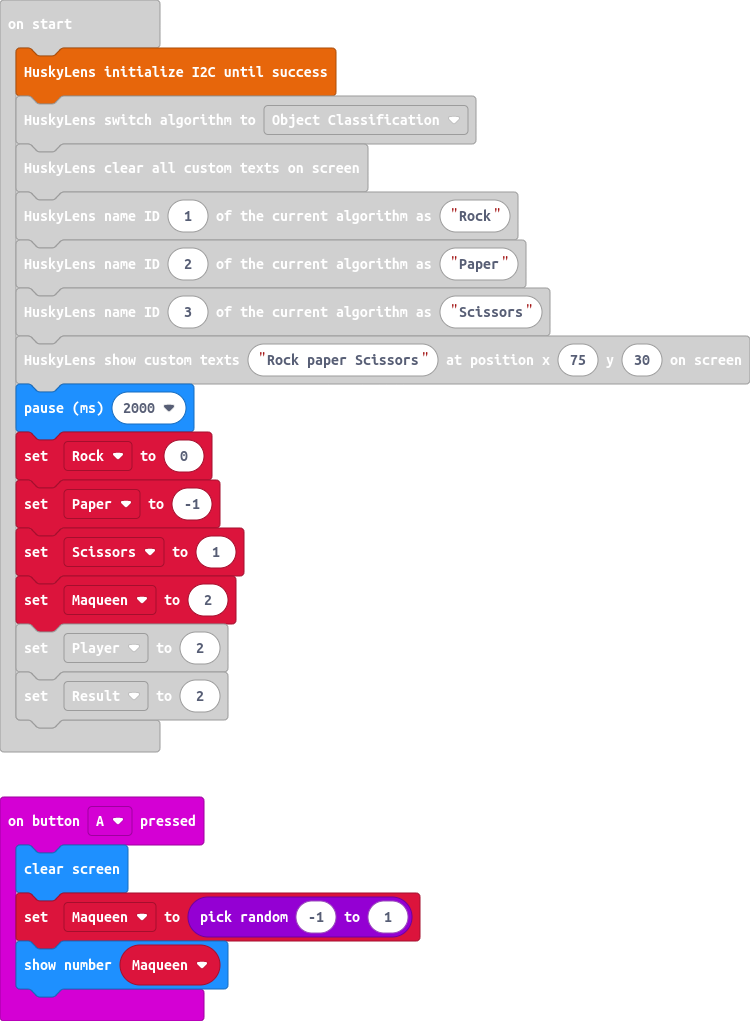 on start
HuskyLens initialize I2C until success
HuskyLens switch algorithm to Object Classification
HuskyLens clear all custom texts on screen
HuskyLens name ID 1 of the current algorithm as "Rock"
HuskyLens name ID 2 of the current algorithm as "Paper"
HuskyLens name ID 3 of the current algorithm as "Scissors"
HuskyLens show custom texts "Rock paper Scissors" at position x 75 y 30 on screen
pause (ms) 2000
set Rock to 0
set Paper to -1
set Scissors to 1
set Maqueen to 2
set Player to 2
set Result to 2
on button A pressed
clear screen
set Maqueen to pick random -1 to 1
show number Maqueen